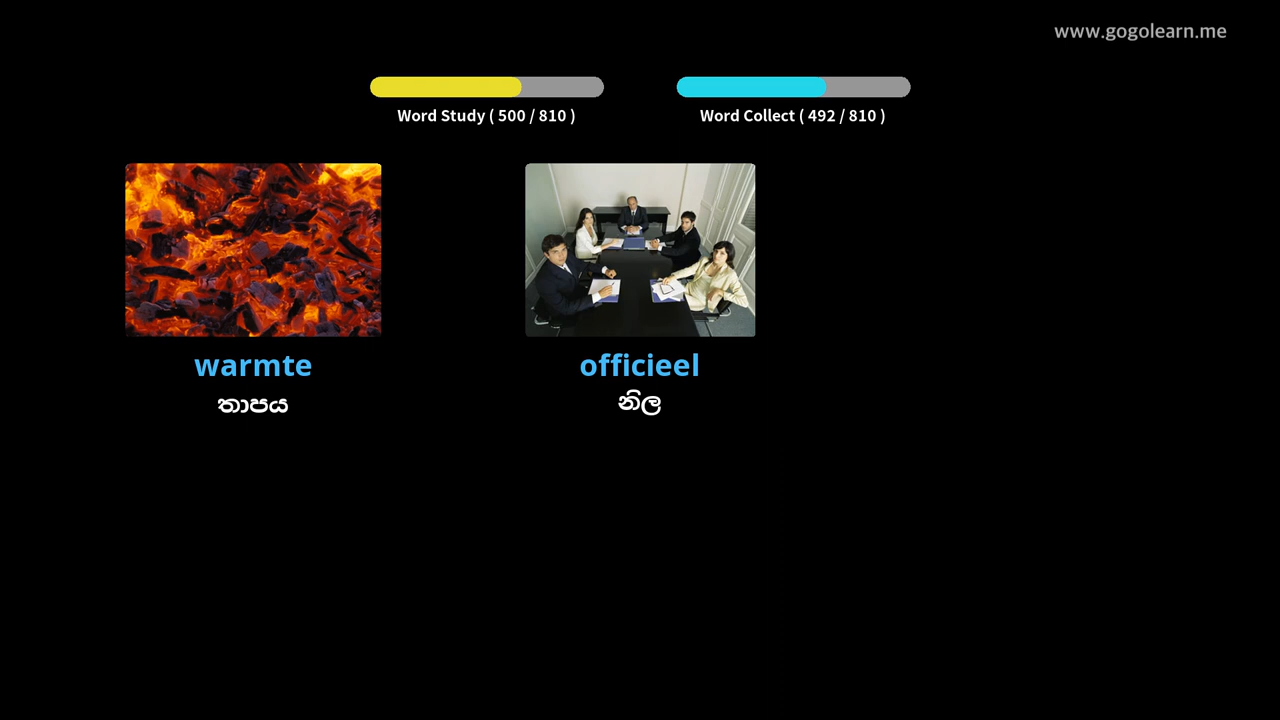 www.gogolearn.me
Word Study ( 500 / 810 )
Word Collect ( 492 / 810 )
warmte
තාපය
officieel
නිල